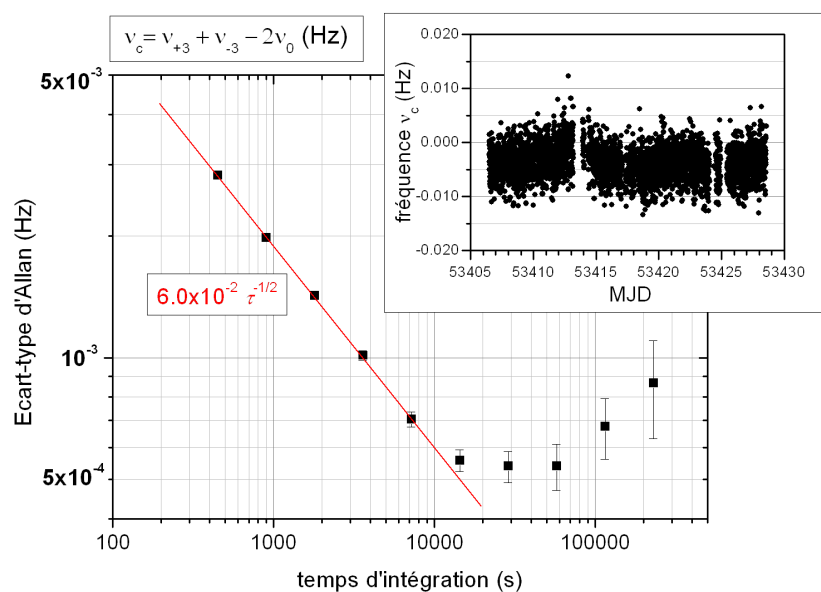 ν_c = ν_{+3} + ν_{-3} - 2ν_0 (Hz)
5x10^{-3}
10^{-3}
5x10^{-4}
Ecart-type d'Allan (Hz)
6.0x10^{-2} τ^{-1/2}
100
1000
10000
100000
temps d'intégration (s)
0.020
0.010
0.000
-0.010
-0.020
fréquence ν_c (Hz)
53405
53410
53415
53420
53425
53430
MJD